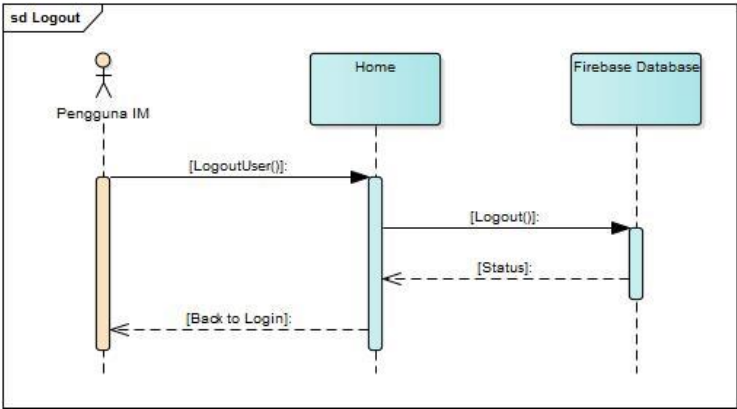 sd Logout
Home
Firebase Database
Pengguna IM
[LogoutUser()]:
[Logout()]:
[Status]:
[Back to Login]: